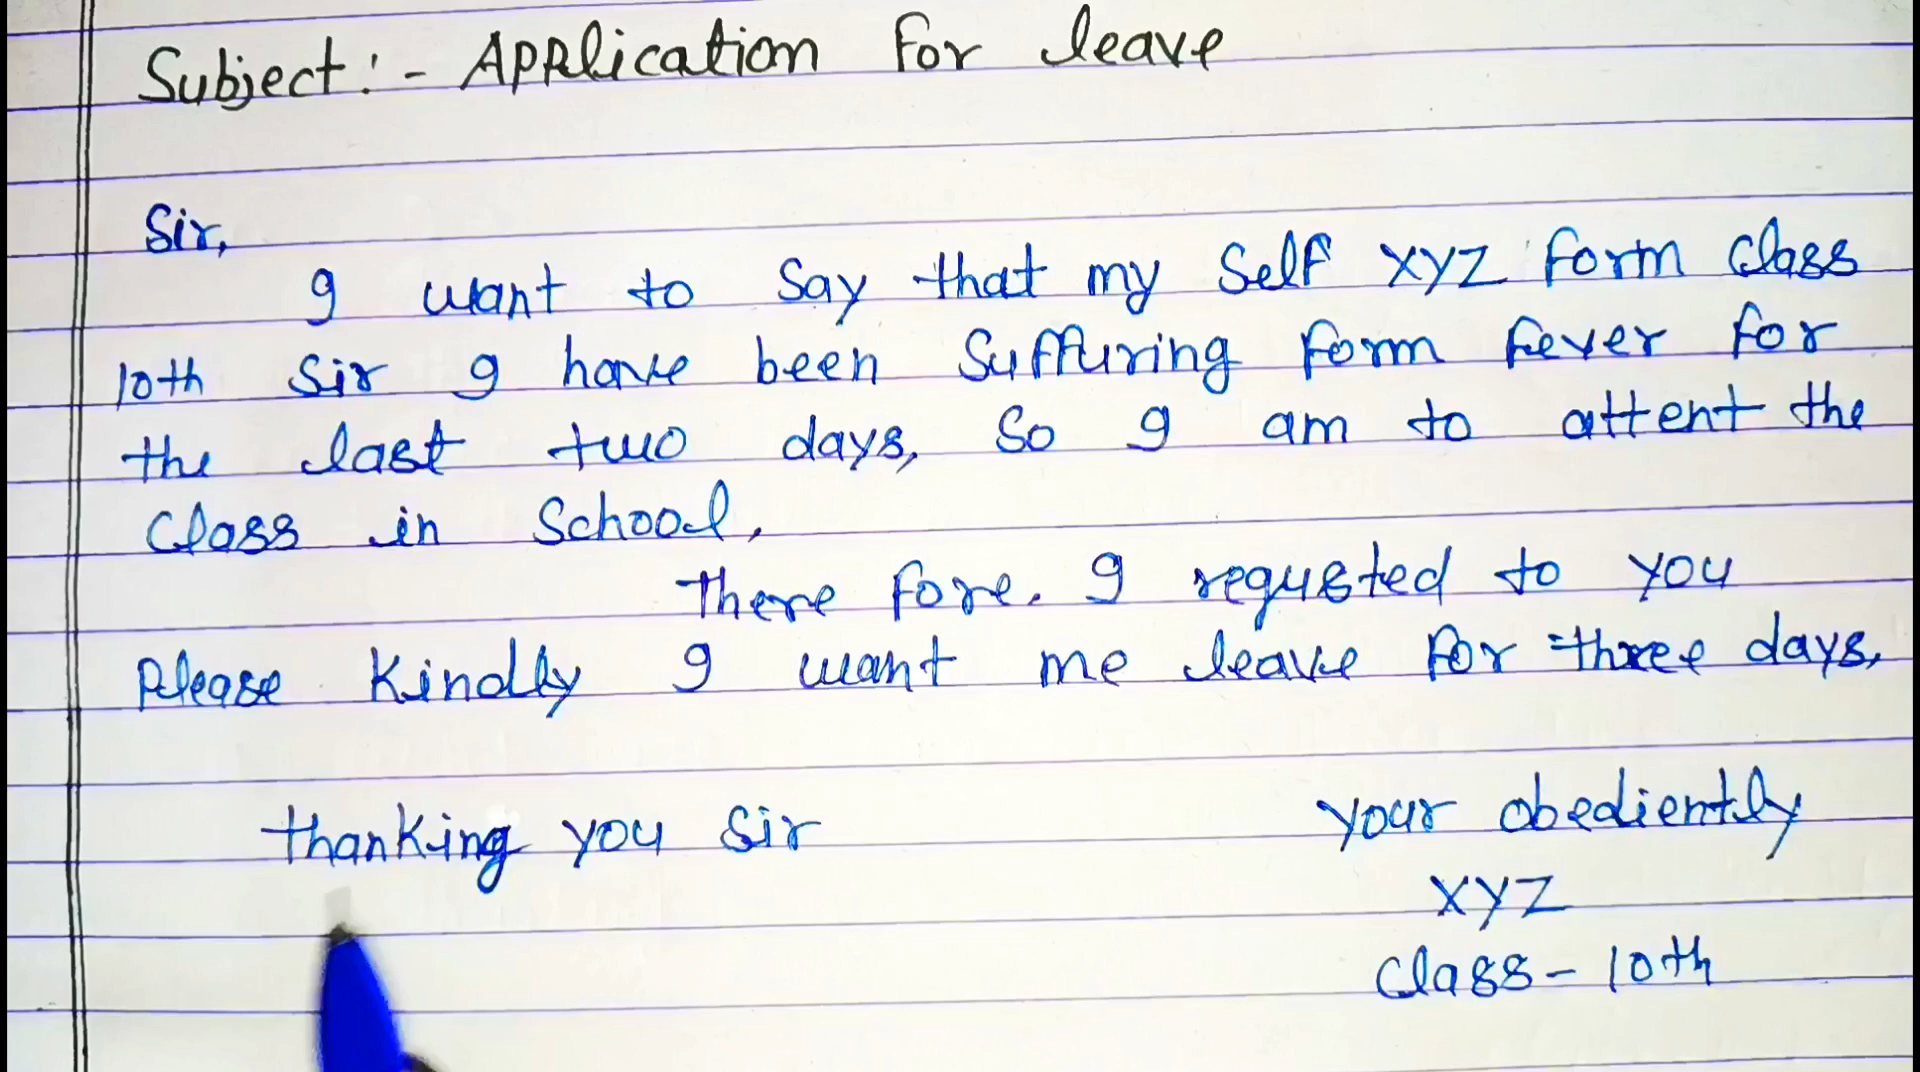 Subject:- Application for leave
Sir,
I want to say that my self XYZ form class
10th Sir I have been suffuring form fever for
the last two days, So I am to attent the
class in school,
There fore. I requsted to you
please kindly I want me leave for three days,
thanking you sir
your obediently
XYZ
Class - 10th